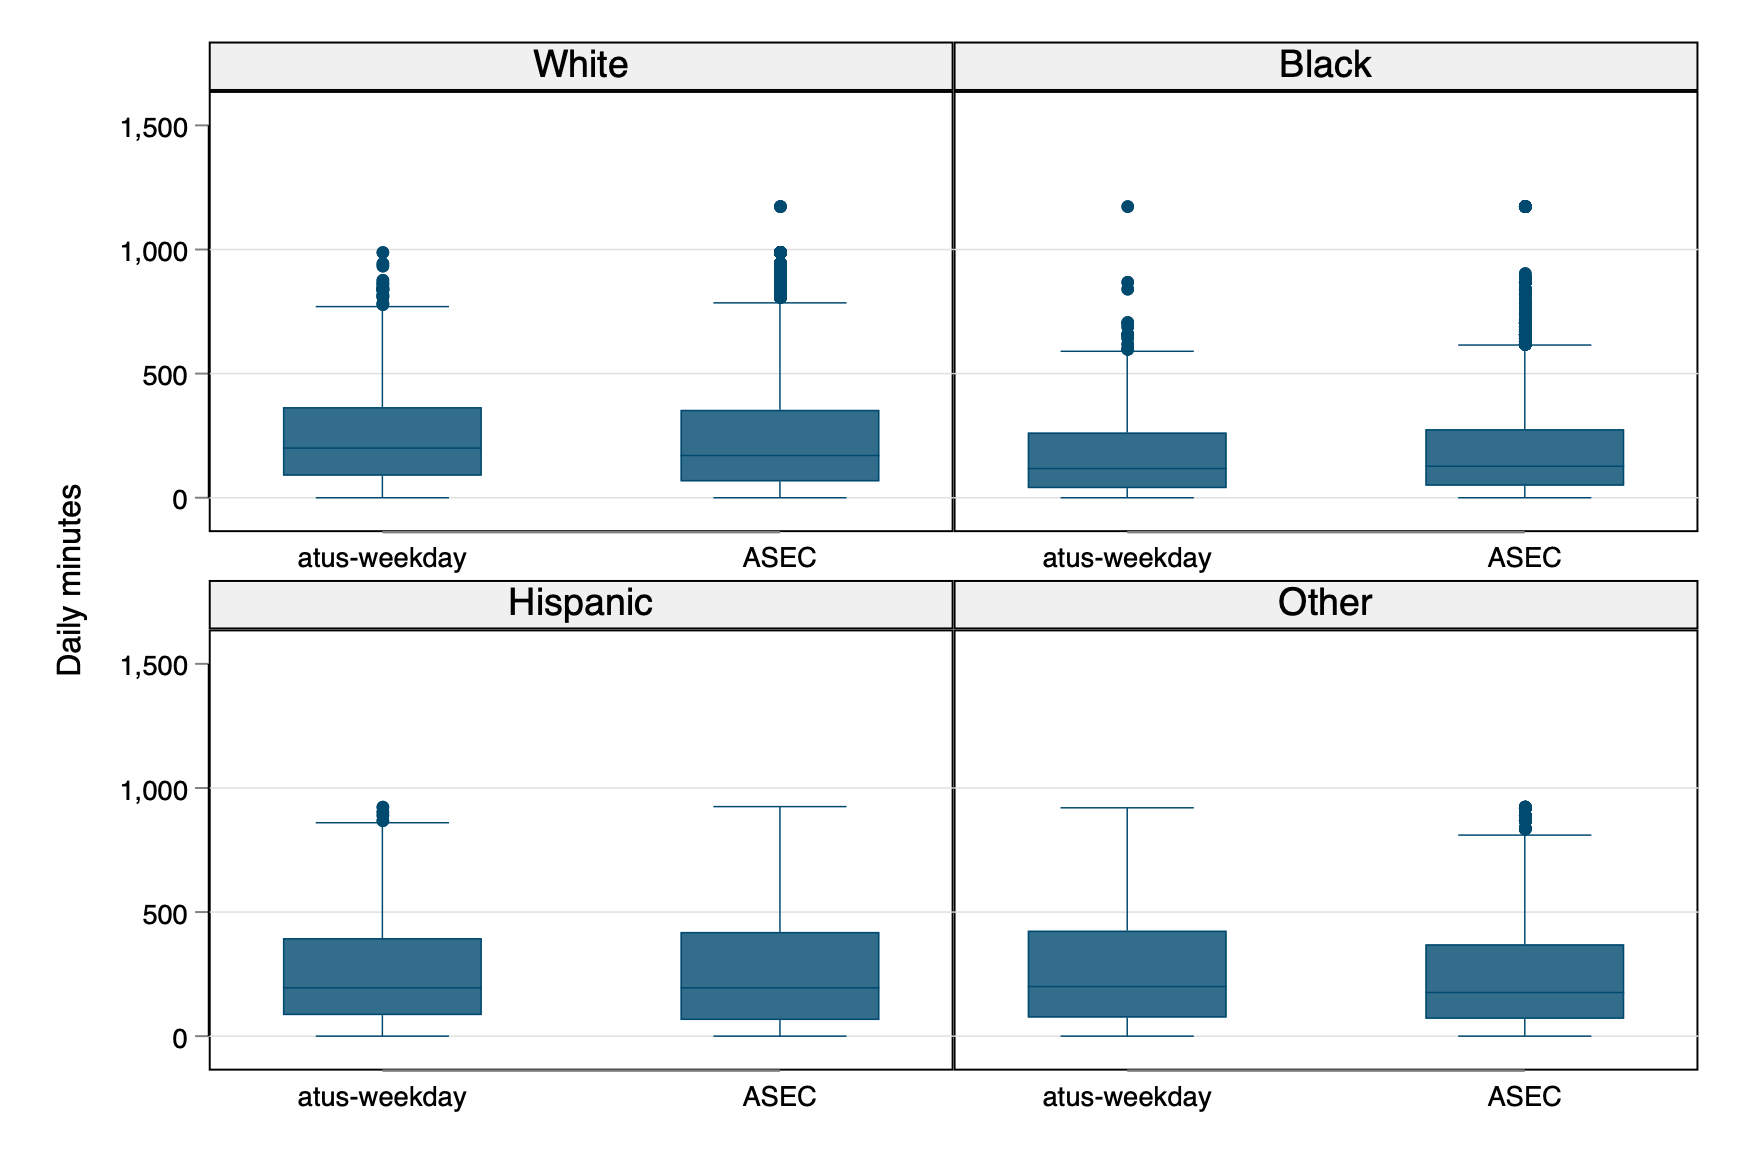 White
Black
1,500
1,000
500
0
atus-weekday
ASEC
atus-weekday
ASEC
Daily minutes
Hispanic
Other
1,500
1,000
500
0
atus-weekday
ASEC
atus-weekday
ASEC